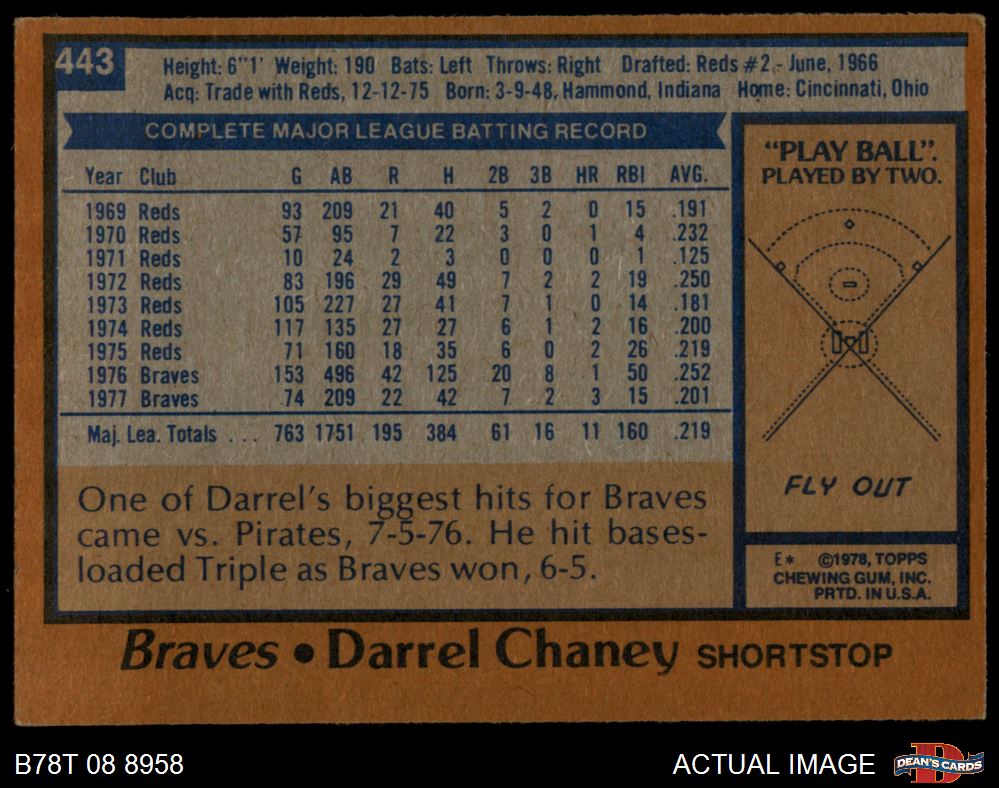 443
Height: 6"1' Weight: 190 Bats: Left Throws: Right Drafted: Reds #2 - June, 1966
Acq: Trade with Reds, 12-12-75 Born: 3-9-48, Hammond, Indiana Home: Cincinnati, Ohio
COMPLETE MAJOR LEAGUE BATTING RECORD
Year Club G AB R H 2B 3B HR RBI AVG.
1969 Reds 93 209 21 40 5 2 0 15 .191
1970 Reds 57 95 7 22 3 0 1 4 .232
1971 Reds 10 24 2 3 0 0 0 1 .125
1972 Reds 83 196 29 49 7 2 2 19 .250
1973 Reds 105 227 27 41 7 1 0 14 .181
1974 Reds 117 135 27 27 6 1 2 16 .200
1975 Reds 71 160 18 35 6 0 2 26 .219
1976 Braves 153 496 42 125 20 8 1 50 .252
1977 Braves 74 209 22 42 7 2 3 15 .201
Maj. Lea. Totals . . . 763 1751 195 384 61 16 11 160 .219
One of Darrel's biggest hits for Braves
came vs. Pirates, 7-5-76. He hit bases-
loaded Triple as Braves won, 6-5.
"PLAY BALL".
PLAYED BY TWO.
FLY OUT
E* ©1978, TOPPS
CHEWING GUM, INC.
PRTD. IN U.S.A.
Braves • Darrel Chaney SHORTSTOP
B78T 08 8958
ACTUAL IMAGE
DEAN'S CARDS